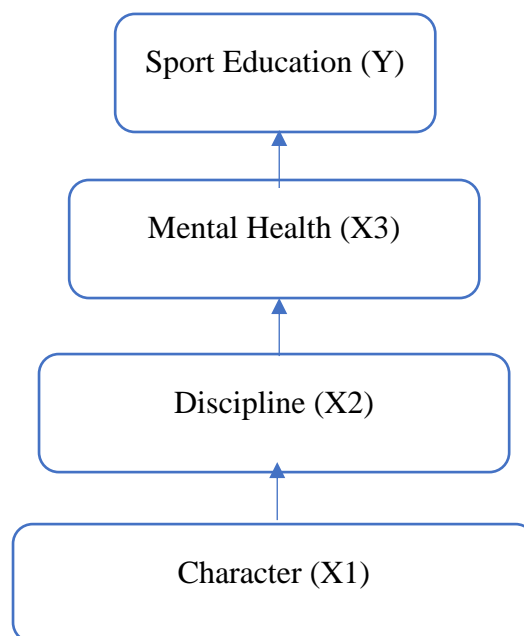 Sport Education (Y)
Mental Health (X3)
Discipline (X2)
Character (X1)